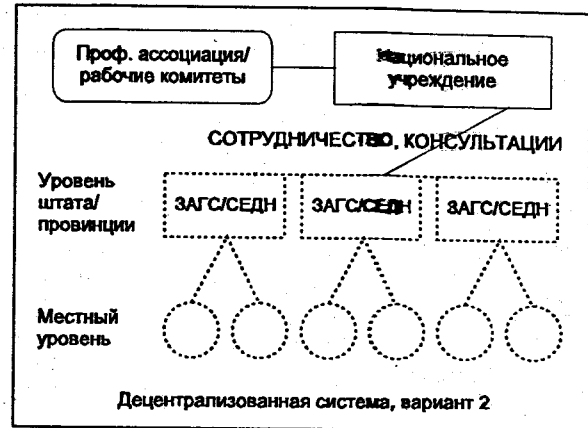 Проф. ассоциация/
рабочие комитеты
Национальное
учреждение
СОТРУДНИЧЕСТВО, КОНСУЛЬТАЦИИ
Уровень
штата/
провинции
ЗАГС/СЕДН
ЗАГС/СЕДН
ЗАГС/СЕДН
Местный
уровень
Децентрализованная система, вариант 2